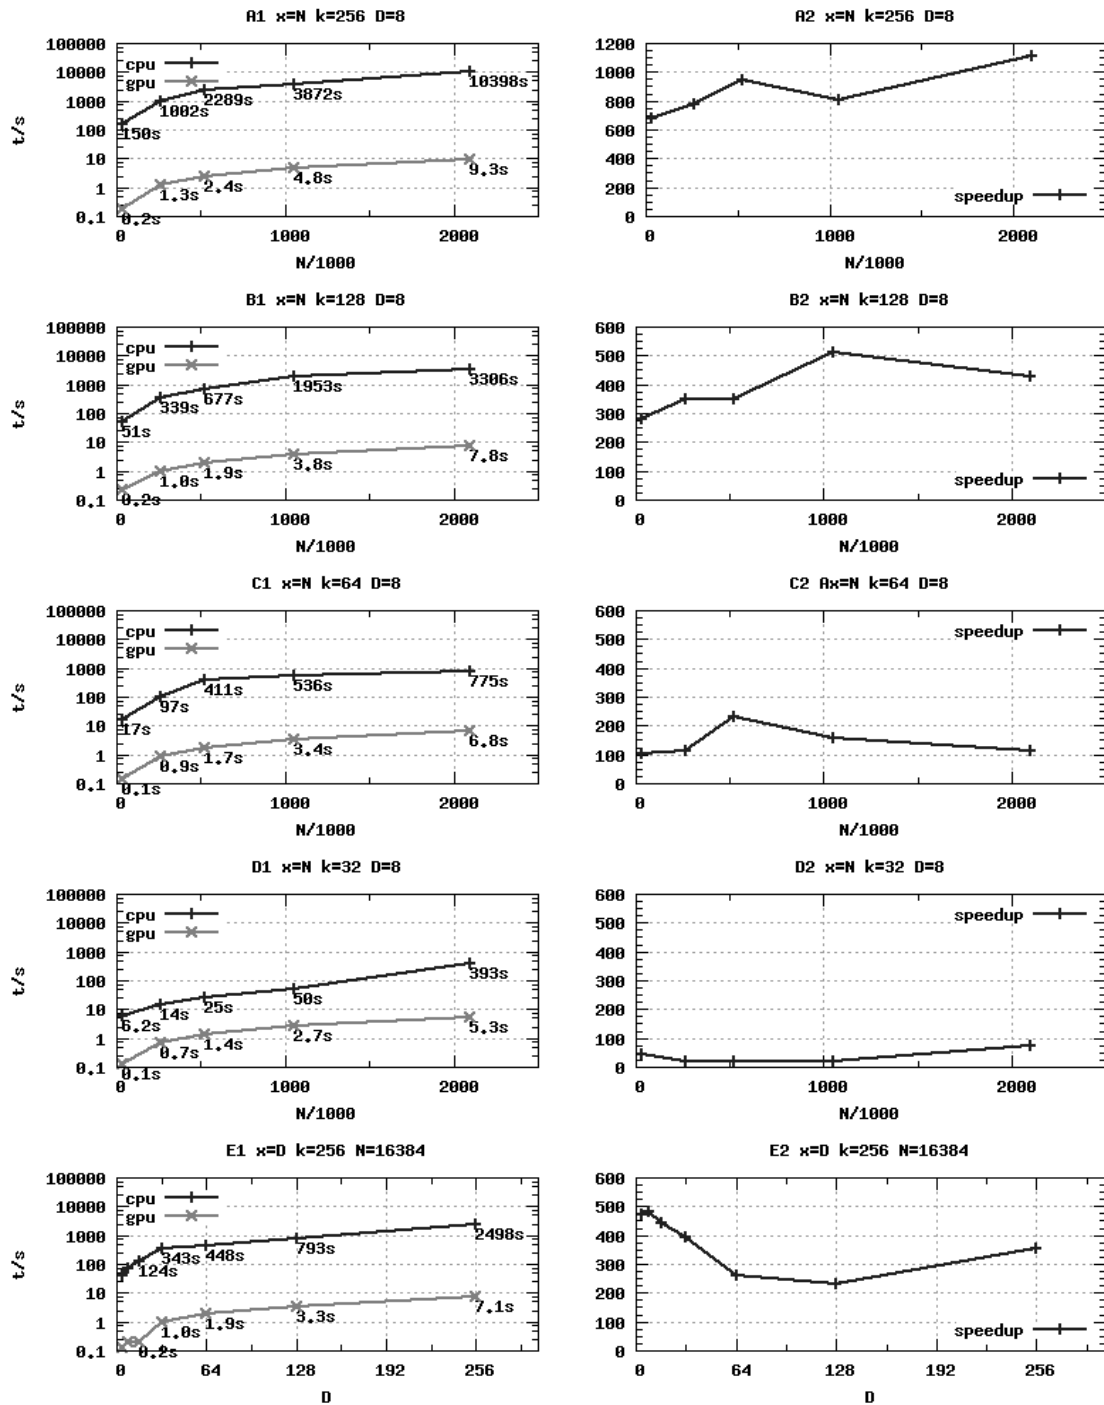 A1 x=N k=256 D=8
100000
10000
1000
100
10
1
0.1
t/s
cpu
gpu
150s
1002s
2289s
3872s
10398s
0.2s
1.3s
2.4s
4.8s
9.3s
0 1000 2000
N/1000
A2 x=N k=256 D=8
1200
1000
800
600
400
200
0
speedup
0 1000 2000
N/1000
B1 x=N k=128 D=8
100000
10000
1000
100
10
1
0.1
t/s
cpu
gpu
51s
339s
677s
1953s
3306s
0.2s
1.0s
1.9s
3.8s
7.8s
0 1000 2000
N/1000
B2 x=N k=128 D=8
600
500
400
300
200
100
0
speedup
0 1000 2000
N/1000
C1 x=N k=64 D=8
100000
10000
1000
100
10
1
0.1
t/s
cpu
gpu
17s
97s
411s
536s
775s
0.1s
0.9s
1.7s
3.4s
6.8s
0 1000 2000
N/1000
C2 Ax=N k=64 D=8
600
500
400
300
200
100
0
speedup
0 1000 2000
N/1000
D1 x=N k=32 D=8
100000
10000
1000
100
10
1
0.1
t/s
cpu
gpu
6.2s
14s
25s
50s
393s
0.1s
0.7s
1.4s
2.7s
5.3s
0 1000 2000
N/1000
D2 x=N k=32 D=8
600
500
400
300
200
100
0
speedup
0 1000 2000
N/1000
E1 x=D k=256 N=16384
100000
10000
1000
100
10
1
0.1
t/s
cpu
gpu
124s
343s
448s
793s
2498s
0.2s
1.0s
1.9s
3.3s
7.1s
0 64 128 192 256
D
E2 x=D k=256 N=16384
600
500
400
300
200
100
0
speedup
0 64 128 192 256
D